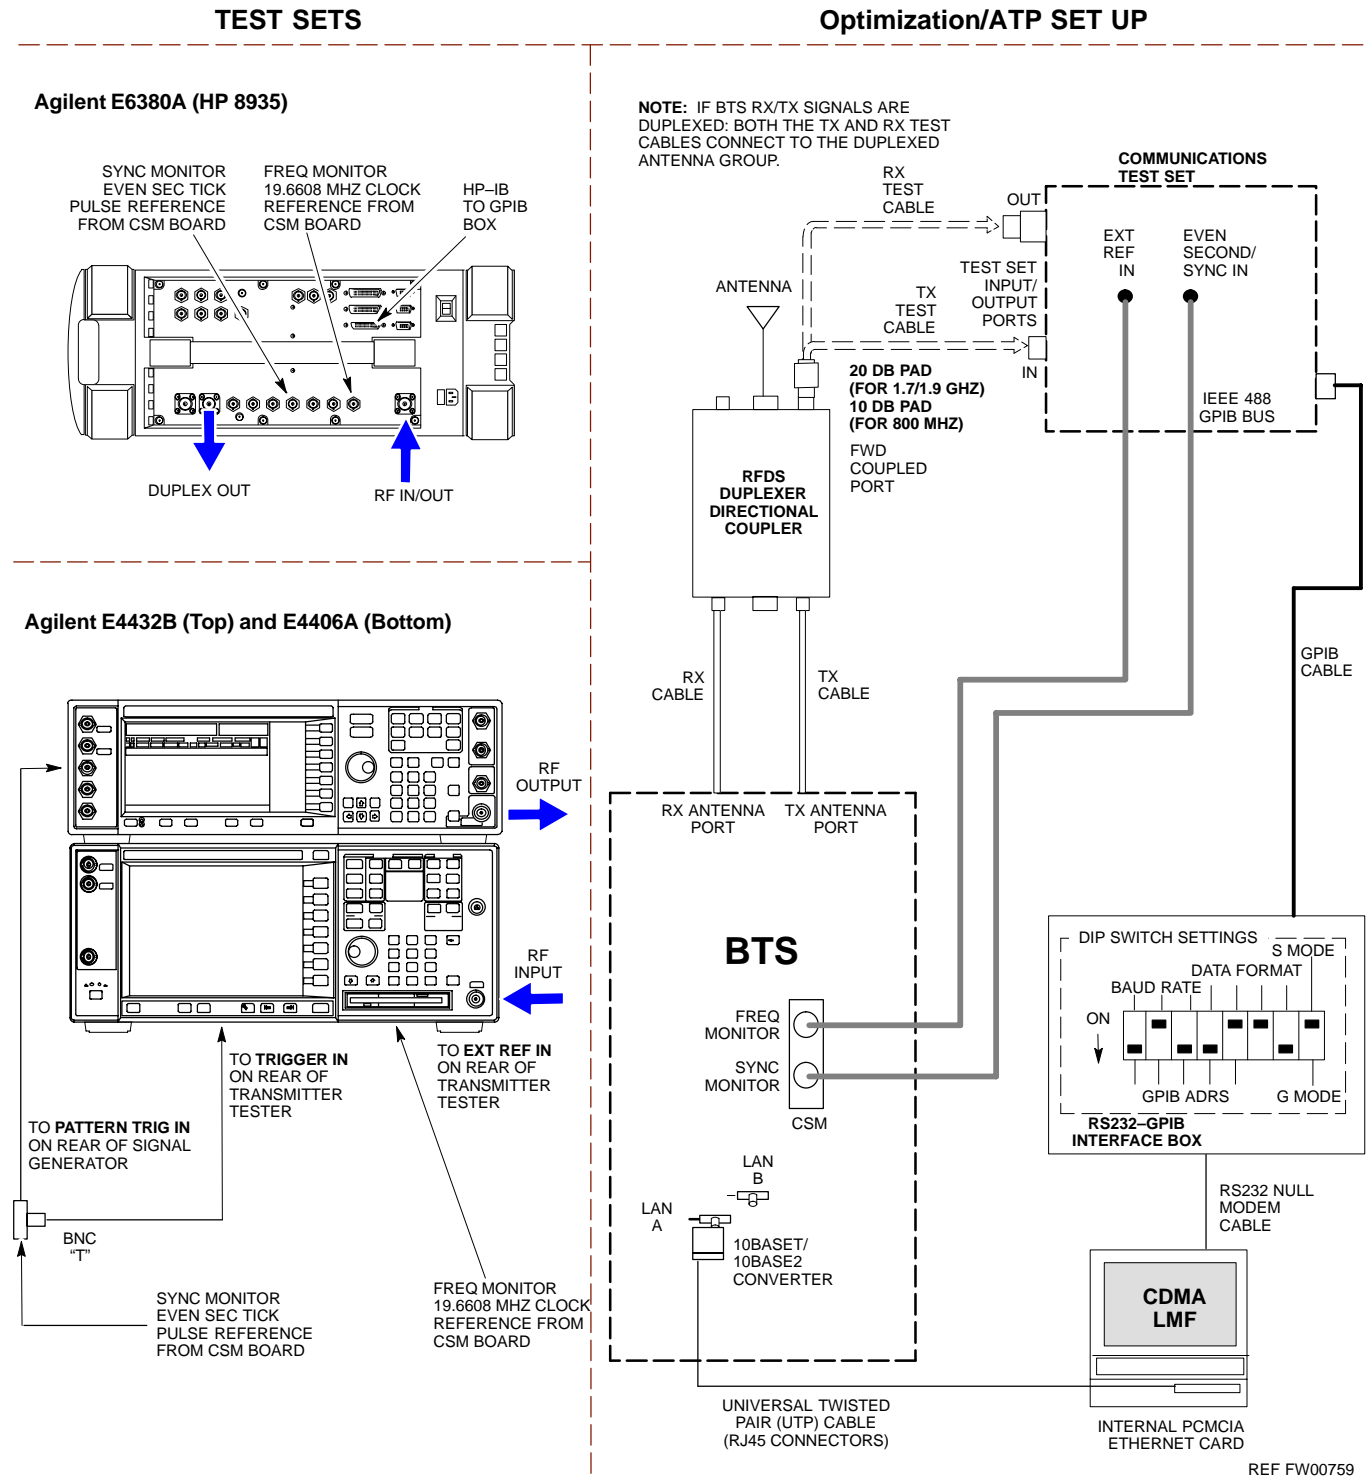 TEST SETS
Optimization/ATP SET UP
Agilent E6380A (HP 8935)
SYNC MONITOR
EVEN SEC TICK
PULSE REFERENCE
FROM CSM BOARD
FREQ MONITOR
19.6608 MHZ CLOCK
REFERENCE FROM
CSM BOARD
HP–IB
TO GPIB
BOX
DUPLEX OUT
RF IN/OUT
Agilent E4432B (Top) and E4406A (Bottom)
RF
OUTPUT
RF
INPUT
TO TRIGGER IN
ON REAR OF
TRANSMITTER
TESTER
TO EXT REF IN
ON REAR OF
TRANSMITTER
TESTER
TO PATTERN TRIG IN
ON REAR OF SIGNAL
GENERATOR
BNC
“T”
SYNC MONITOR
EVEN SEC TICK
PULSE REFERENCE
FROM CSM BOARD
FREQ MONITOR
19.6608 MHZ CLOCK
REFERENCE FROM
CSM BOARD
NOTE: IF BTS RX/TX SIGNALS ARE
DUPLEXED: BOTH THE TX AND RX TEST
CABLES CONNECT TO THE DUPLEXED
ANTENNA GROUP.
RX
TEST
CABLE
OUT
COMMUNICATIONS
TEST SET
EXT
REF
IN
EVEN
SECOND/
SYNC IN
TEST SET
INPUT/
OUTPUT
PORTS
ANTENNA
TX
TEST
CABLE
IN
20 DB PAD
(FOR 1.7/1.9 GHZ)
10 DB PAD
(FOR 800 MHZ)
IEEE 488
GPIB BUS
FWD
COUPLED
PORT
RFDS
DUPLEXER
DIRECTIONAL
COUPLER
RX
CABLE
TX
CABLE
GPIB
CABLE
RX ANTENNA
PORT
TX ANTENNA
PORT
BTS
FREQ
MONITOR
SYNC
MONITOR
CSM
LAN
B
LAN
A
10BASET/
10BASE2
CONVERTER
DIP SWITCH SETTINGS
S MODE
DATA FORMAT
BAUD RATE
ON
GPIB ADRS
G MODE
RS232–GPIB
INTERFACE BOX
RS232 NULL
MODEM
CABLE
CDMA
LMF
UNIVERSAL TWISTED
PAIR (UTP) CABLE
(RJ45 CONNECTORS)
INTERNAL PCMCIA
ETHERNET CARD
REF FW00759